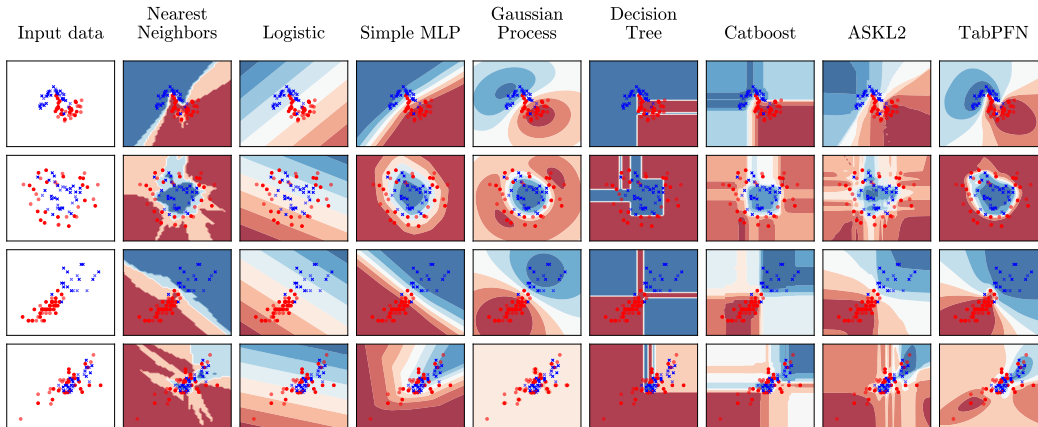 Input data
Nearest
Neighbors
Logistic
Simple MLP
Gaussian
Process
Decision
Tree
Catboost
ASKL2
TabPFN